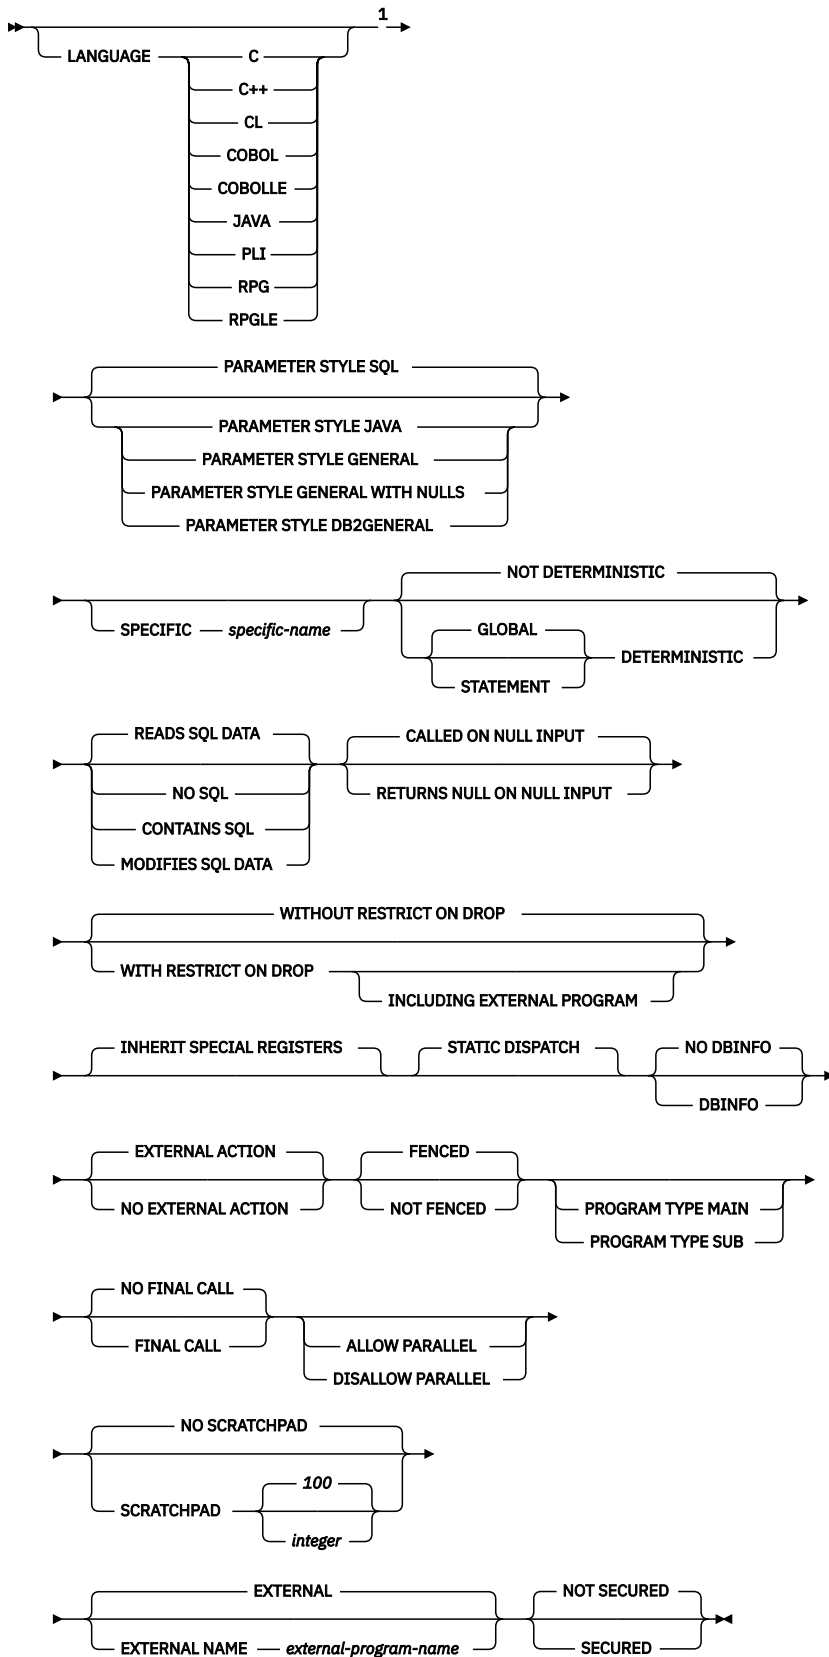 1
LANGUAGE C
C++
CL
COBOL
COBOLLE
JAVA
PLI
RPG
RPGLE
PARAMETER STYLE SQL
PARAMETER STYLE JAVA
PARAMETER STYLE GENERAL
PARAMETER STYLE GENERAL WITH NULLS
PARAMETER STYLE DB2GENERAL
NOT DETERMINISTIC
SPECIFIC specific-name
GLOBAL
DETERMINISTIC
STATEMENT
READS SQL DATA
CALLED ON NULL INPUT
NO SQL
RETURNS NULL ON NULL INPUT
CONTAINS SQL
MODIFIES SQL DATA
WITHOUT RESTRICT ON DROP
WITH RESTRICT ON DROP
INCLUDING EXTERNAL PROGRAM
INHERIT SPECIAL REGISTERS
STATIC DISPATCH
NO DBINFO
DBINFO
EXTERNAL ACTION
FENCED
NO EXTERNAL ACTION
NOT FENCED
PROGRAM TYPE MAIN
PROGRAM TYPE SUB
NO FINAL CALL
FINAL CALL
ALLOW PARALLEL
DISALLOW PARALLEL
NO SCRATCHPAD
100
SCRATCHPAD
integer
EXTERNAL
NOT SECURED
EXTERNAL NAME external-program-name
SECURED